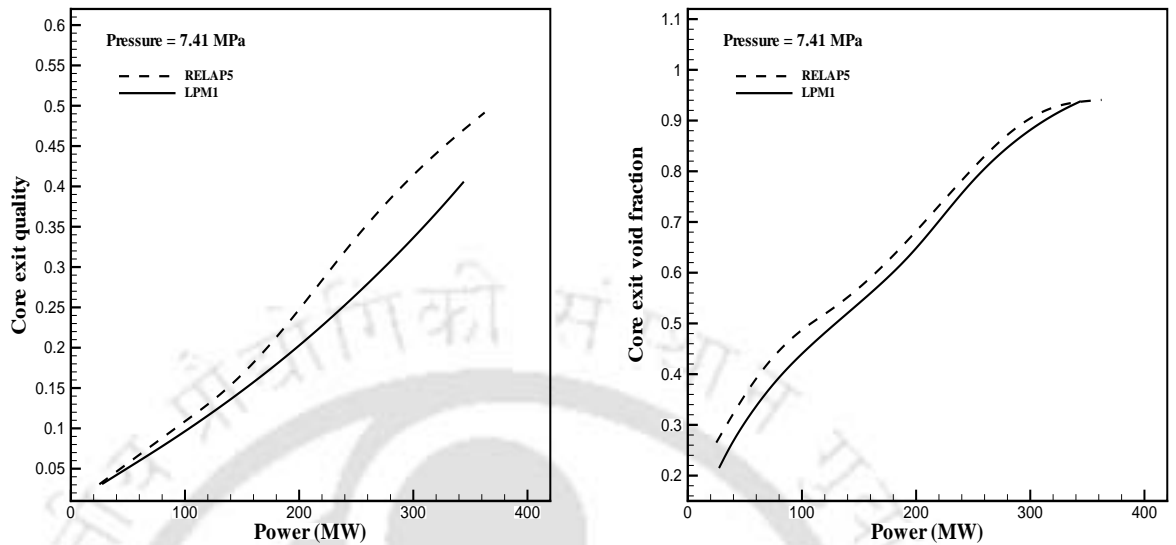 0.6
0.55
0.5
0.45
0.4
0.35
0.3
0.25
0.2
0.15
0.1
0.05
Core exit quality
Pressure = 7.41 MPa
RELAP5
LPM1
0 100 200 300 400
Power (MW)
1.1
1
0.9
0.8
0.7
0.6
0.5
0.4
0.3
0.2
Core exit void fraction
Pressure = 7.41 MPa
RELAP5
LPM1
0 100 200 300 400
Power (MW)